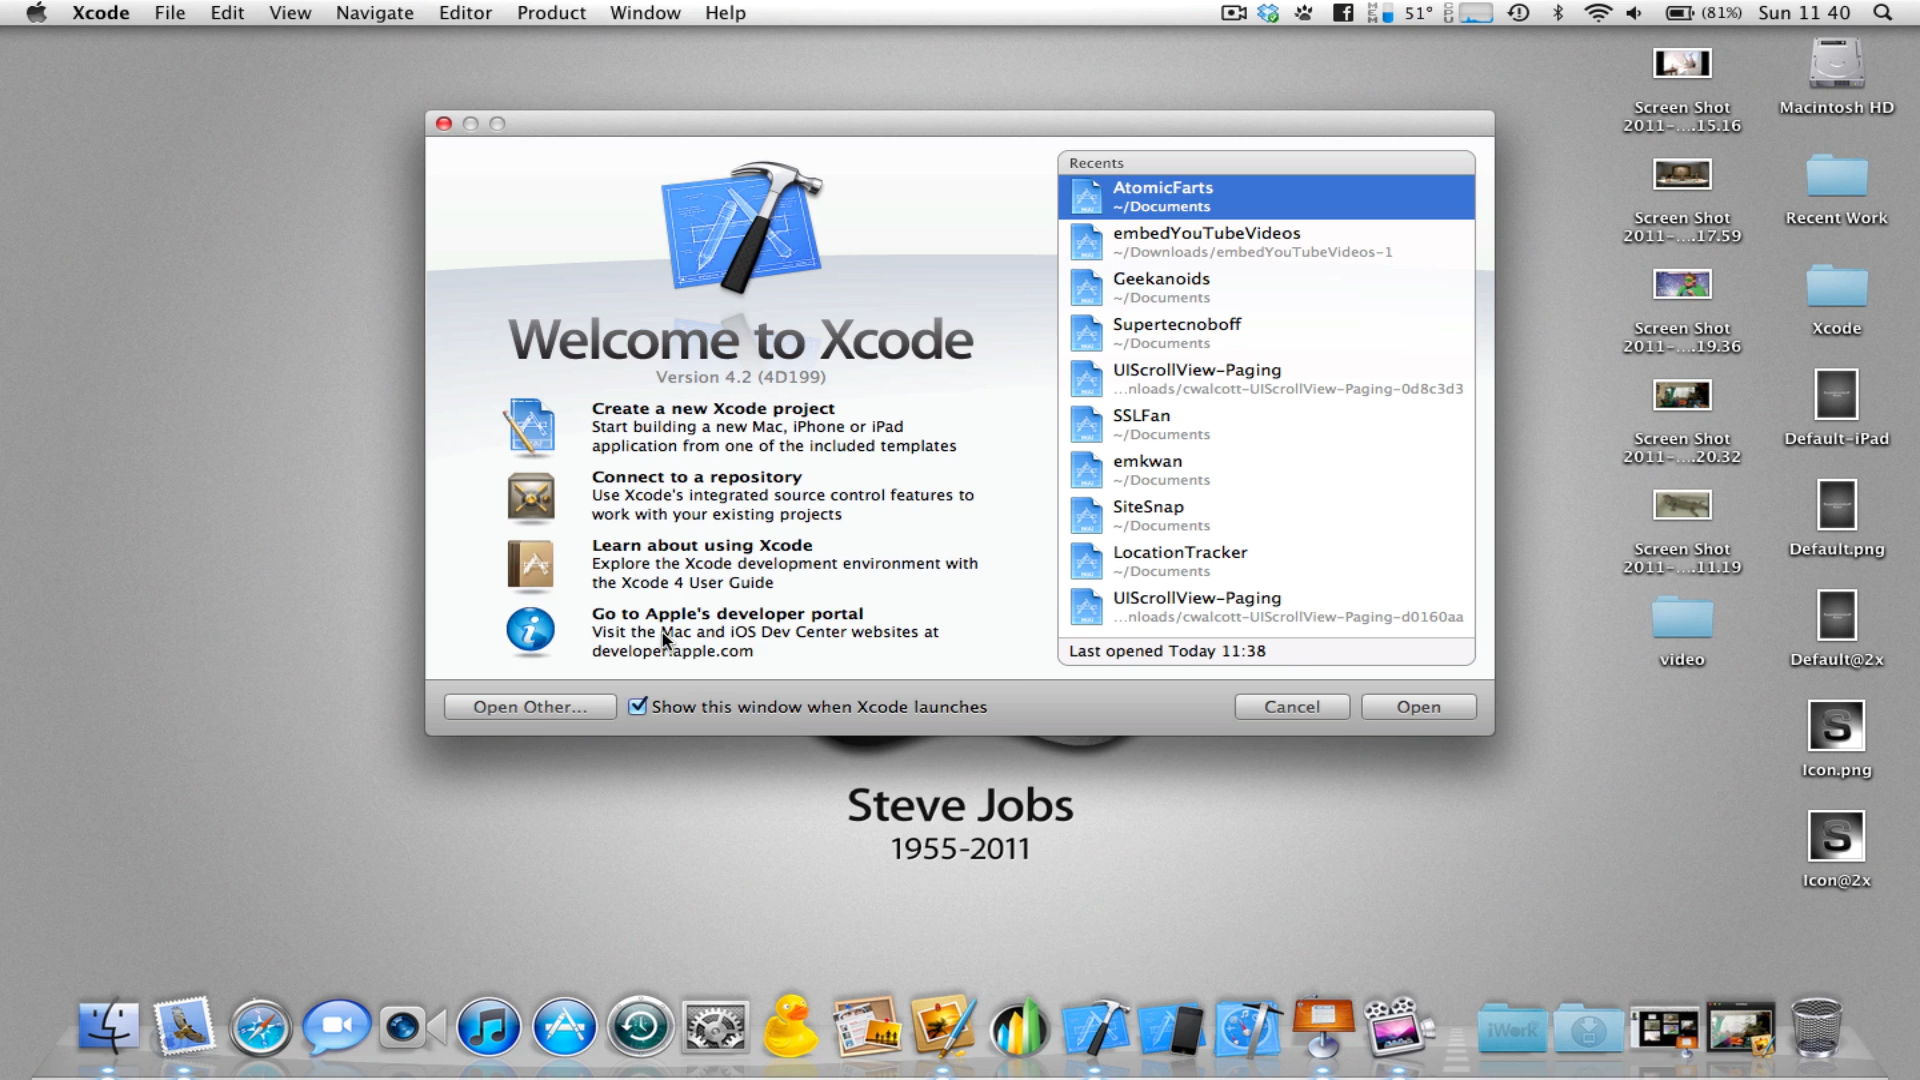 Xcode File Edit View Navigate Editor Product Window Help
MEM 51° CPU (81%) Sun 11 40
Welcome to Xcode
Version 4.2 (4D199)
Create a new Xcode project
Start building a new Mac, iPhone or iPad
application from one of the included templates
Connect to a repository
Use Xcode's integrated source control features to
work with your existing projects
Learn about using Xcode
Explore the Xcode development environment with
the Xcode 4 User Guide
Go to Apple's developer portal
Visit the Mac and iOS Dev Center websites at
developer.apple.com
Recents
AtomicFarts
~/Documents
embedYouTubeVideos
~/Downloads/embedYouTubeVideos-1
Geekanoids
~/Documents
Supertecnoboff
~/Documents
UIScrollView-Paging
...nloads/cwalcott-UIScrollView-Paging-0d8c3d3
SSLFan
~/Documents
emkwan
~/Documents
SiteSnap
~/Documents
LocationTracker
~/Documents
UIScrollView-Paging
...nloads/cwalcott-UIScrollView-Paging-d0160aa
Last opened Today 11:38
Open Other...
Show this window when Xcode launches
Cancel
Open
Steve Jobs
1955-2011
Screen Shot
2011-....15.16
Screen Shot
2011-....17.59
Screen Shot
2011-....19.36
Screen Shot
2011-....20.32
Screen Shot
2011-....11.19
video
Macintosh HD
Recent Work
Xcode
Default-iPad
Default.png
Default@2x
S
Icon.png
S
Icon@2x
iWork